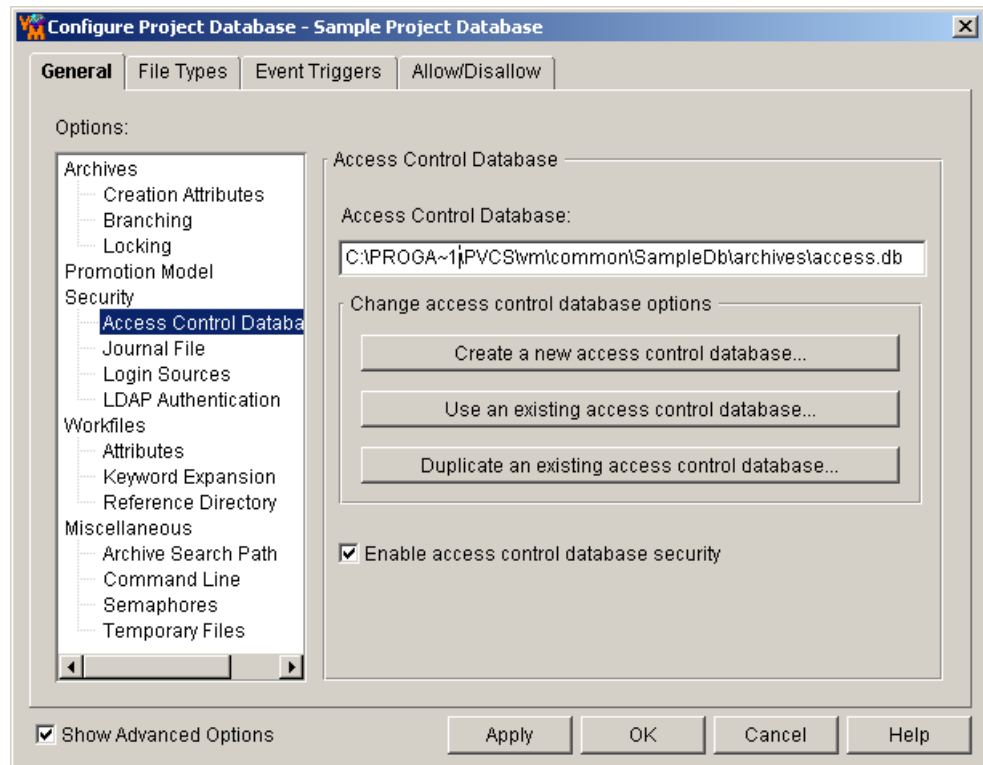 Configure Project Database - Sample Project Database
General File Types Event Triggers Allow/Disallow
Options:
Archives
Creation Attributes
Branching
Locking
Promotion Model
Security
Access Control Databa
Journal File
Login Sources
LDAP Authentication
Workfiles
Attributes
Keyword Expansion
Reference Directory
Miscellaneous
Archive Search Path
Command Line
Semaphores
Temporary Files
Access Control Database
Access Control Database:
C:\PROGA~1\PVCS\vm\common\SampleDb\archives\access.db
Change access control database options
Create a new access control database...
Use an existing access control database...
Duplicate an existing access control database...
Enable access control database security
Show Advanced Options
Apply OK Cancel Help